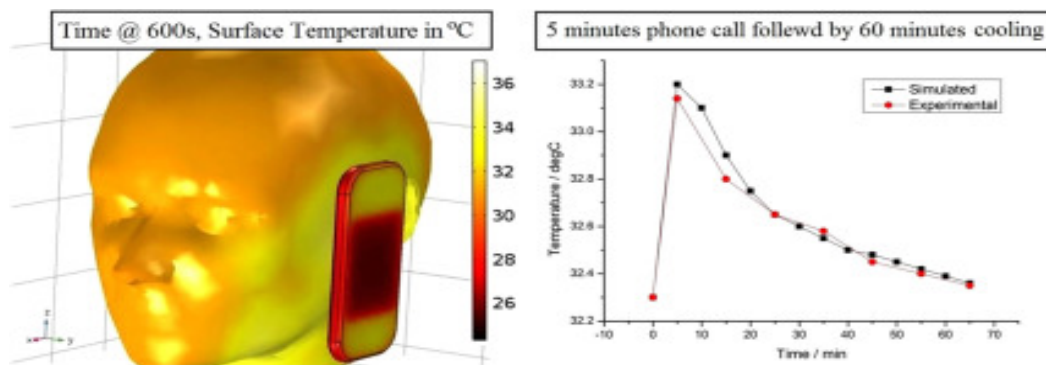 Time @ 600s, Surface Temperature in ºC
36
34
32
30
28
26
z
x
y
5 minutes phone call follewd by 60 minutes cooling
Simulated
Experimental
33.2
33.0
32.8
32.6
32.4
32.2
Temperature / degC
-10 0 10 20 30 40 50 60 70
Time / min